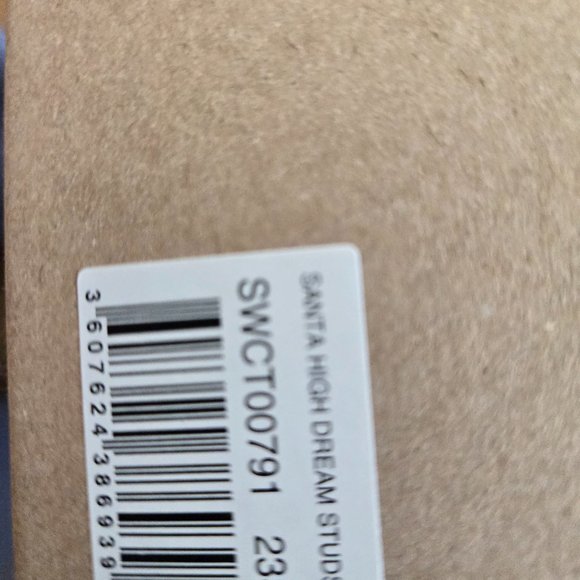 SANTA HIGH DREAM STUDS
SWCT00791 23
3 607624 386939